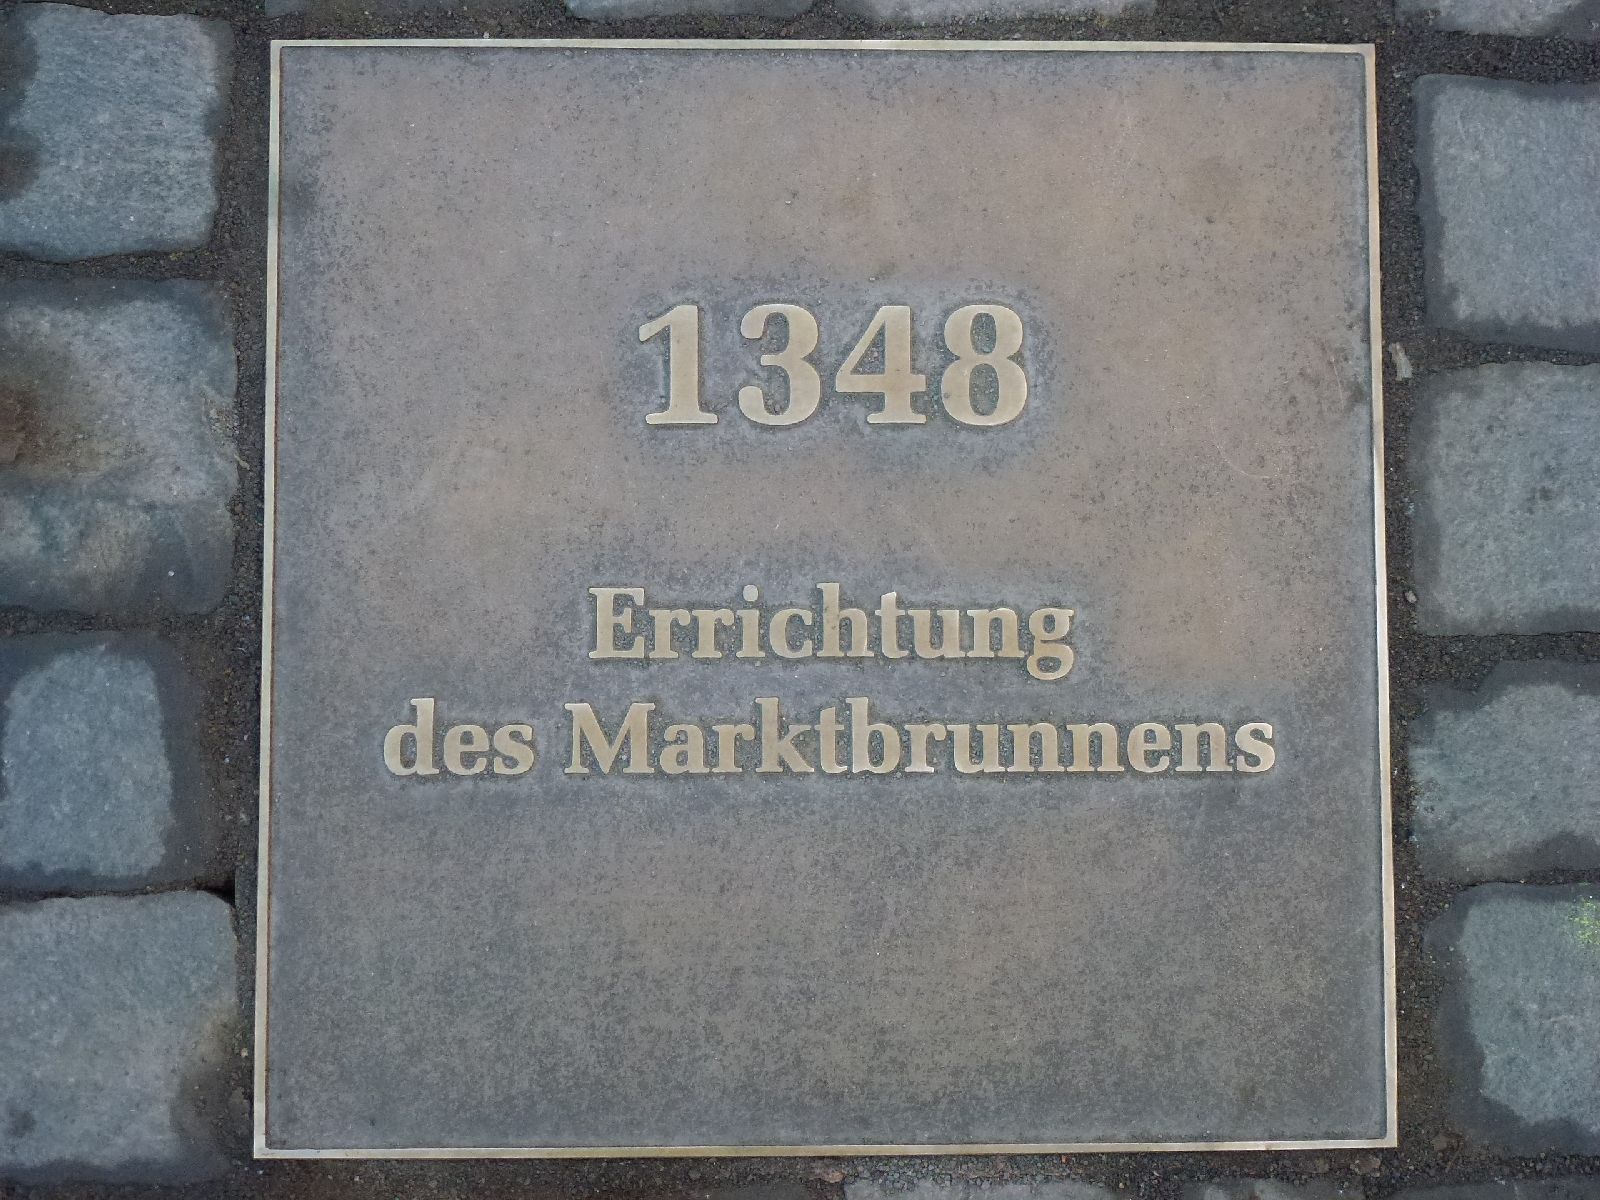 1348
Errichtung
des Marktbrunnens